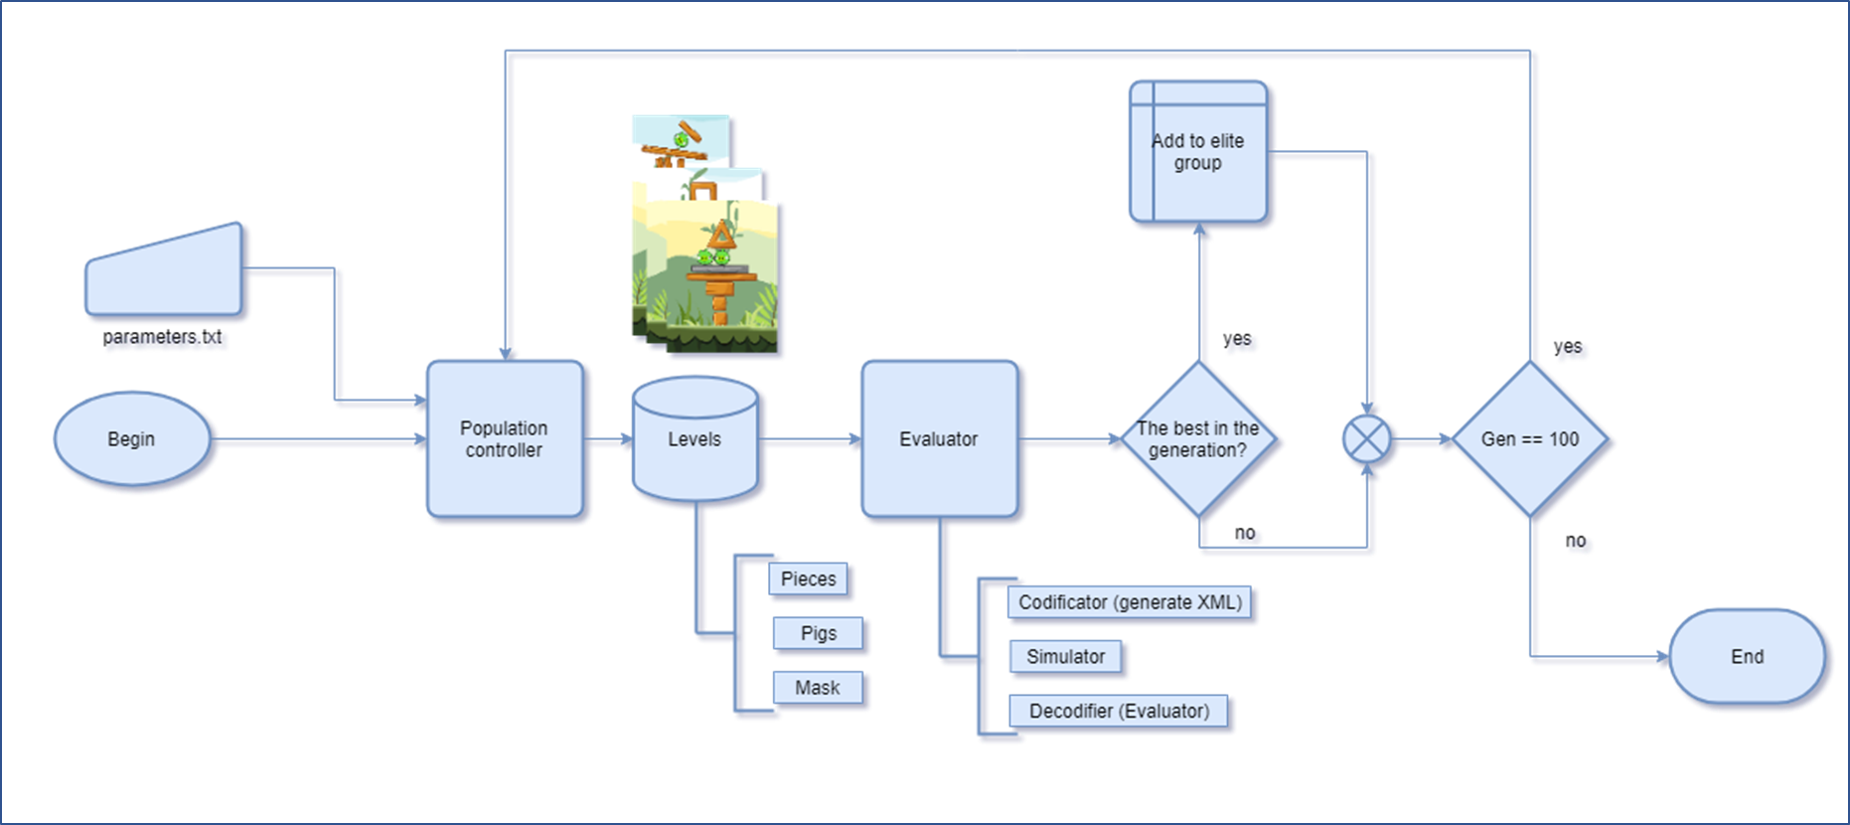 parameters.txt
Begin
Population
controller
Levels
Pieces
Pigs
Mask
Evaluator
Codificator (generate XML)
Simulator
Decodifier (Evaluator)
The best in the
generation?
yes
no
Add to elite
group
Gen == 100
yes
no
End